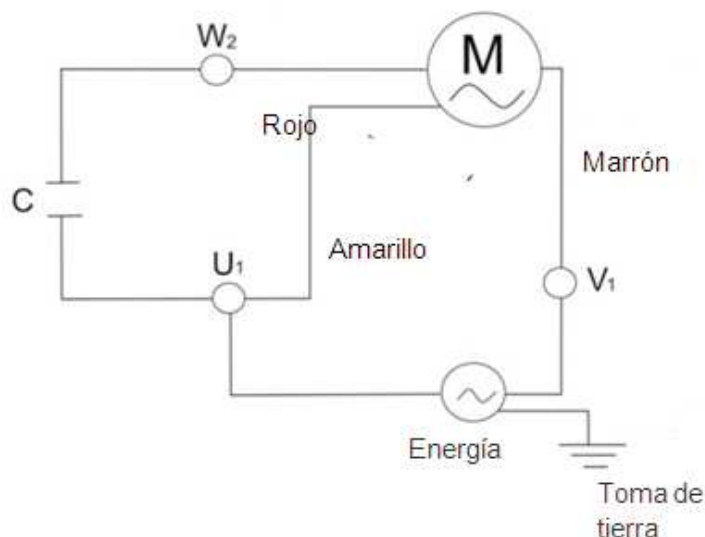 W₂
M
Rojo
Marrón
C
Amarillo
U₁
V₁
Energía
Toma de
tierra